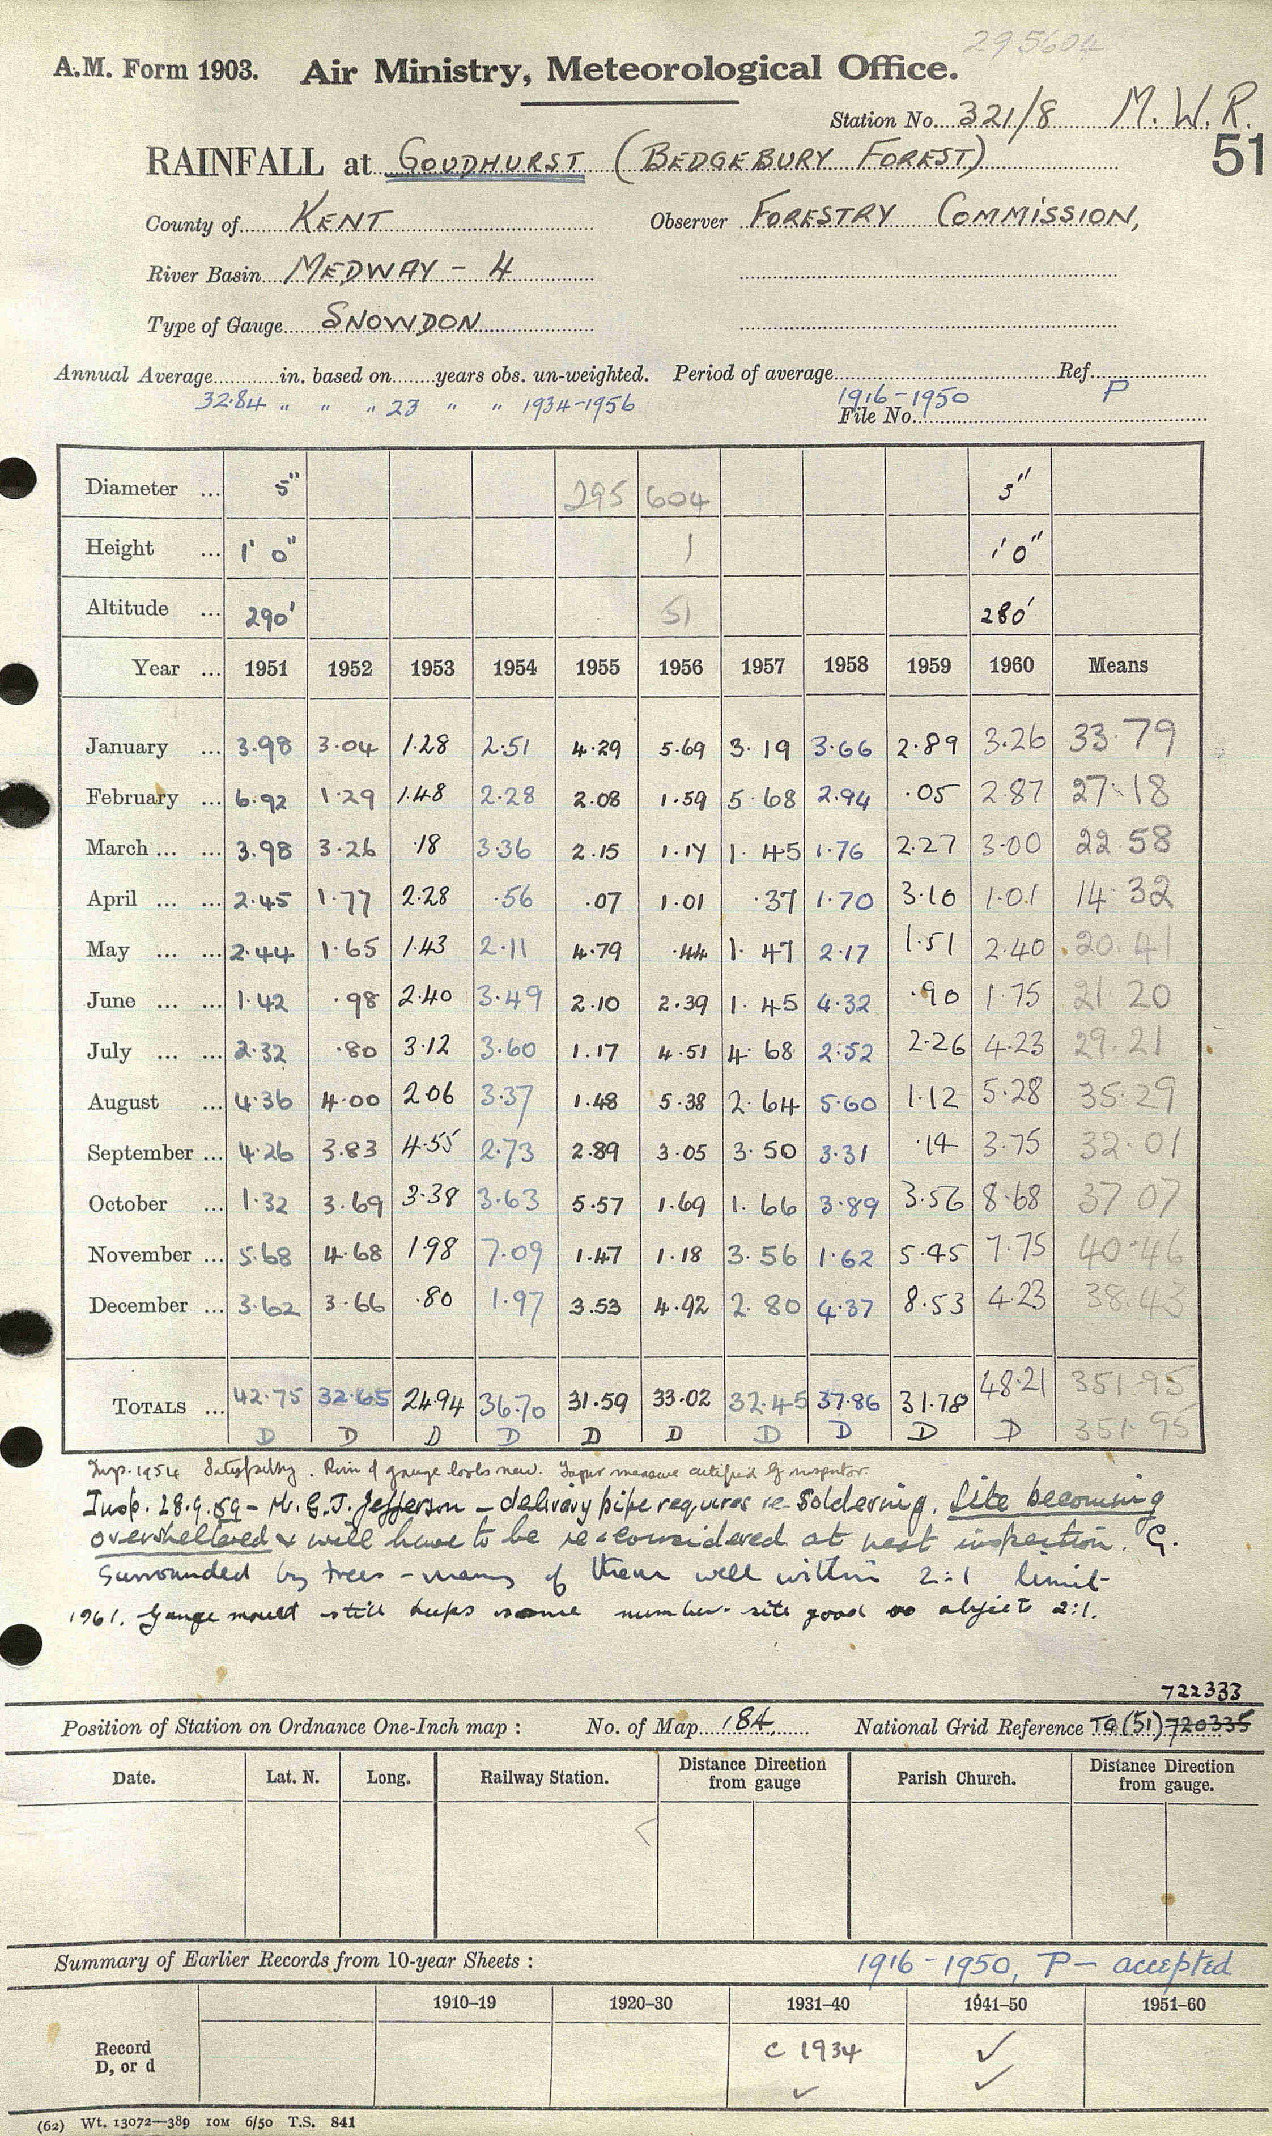 295604
A.M. Form 1903. Air Ministry, Meteorological Office.
Station No. 321/8 M.W.R.
51
RAINFALL at GOUDHURST (BEDGEBURY FOREST)
County of KENT Observer FORESTRY COMMISSION,
River Basin MEDWAY - 4
Type of Gauge SNOWDON
Annual Average in. based on years obs. un-weighted. Period of average Ref.
32.84 " " " 23 " " 1934-1956 1916-1950 P
File No.
Diameter ... 5" 295 604 5"
Height ... 1' 0" 1 1' 0"
Altitude ... 290' 51 280'
Year ... 1951 1952 1953 1954 1955 1956 1957 1958 1959 1960 Means
January ... 3.98 3.04 1.28 2.51 4.29 5.69 3.19 3.66 2.89 3.26 33.79
February ... 6.92 1.29 1.48 2.28 2.08 1.59 5.68 2.94 .05 2.87 27.18
March ... ... 3.98 3.26 .18 3.36 2.15 1.17 1.45 1.76 2.27 3.00 22.58
April ... ... 2.45 1.77 2.28 .56 .07 1.01 .37 1.70 3.10 1.01 14.32
May ... ... 2.44 1.65 1.43 2.11 4.79 .44 1.47 2.17 1.51 2.40 20.41
June ... ... 1.42 .98 2.40 3.49 2.10 2.39 1.45 4.32 .90 1.75 21.20
July ... ... 2.32 .80 3.12 3.60 1.17 4.51 4.68 2.52 2.26 4.23 29.21
August ... 4.36 4.00 2.06 3.37 1.48 5.38 2.64 5.60 1.12 5.28 35.29
September ... 4.26 3.83 4.55 2.73 2.89 3.05 3.50 3.31 .14 3.75 32.01
October ... 1.32 3.69 3.38 3.63 5.57 1.69 1.66 3.89 3.56 8.68 37.07
November ... 5.68 4.68 1.98 7.09 1.47 1.18 3.56 1.62 5.45 7.75 40.46
December ... 3.62 3.66 .80 1.97 3.53 4.92 2.80 4.37 8.53 4.23 38.43
TOTALS ... 42.75 32.65 24.94 36.70 31.59 33.02 32.45 37.86 31.78 48.21 351.95
D D D D D D D D D D 351.95
Insp. 1954 Satisfactory. Rim of gauge looks new. Taper measure certified by inspector.
Insp. 28.9.59 - Mr. G. J. Jefferson - delivery pipe requires re-soldering. Site becoming
oversheltered & will have to be re-considered at next inspection. G.
Surrounded by trees - many of them well within 2:1 limit
1961. Gauge still same number. site good no object 2:1.
722333
Position of Station on Ordnance One-Inch map : No. of Map 184 National Grid Reference TQ (51) 720335
Date. Lat. N. Long. Railway Station. Distance Direction from gauge Parish Church. Distance Direction from gauge.
Summary of Earlier Records from 10-year Sheets : 1916-1950, P - accepted
1910-19 1920-30 1931-40 1941-50 1951-60
Record D, or d C 1934 ✓
✓ ✓
(62) Wt. 13072-389 10M 6/50 T.S. 841